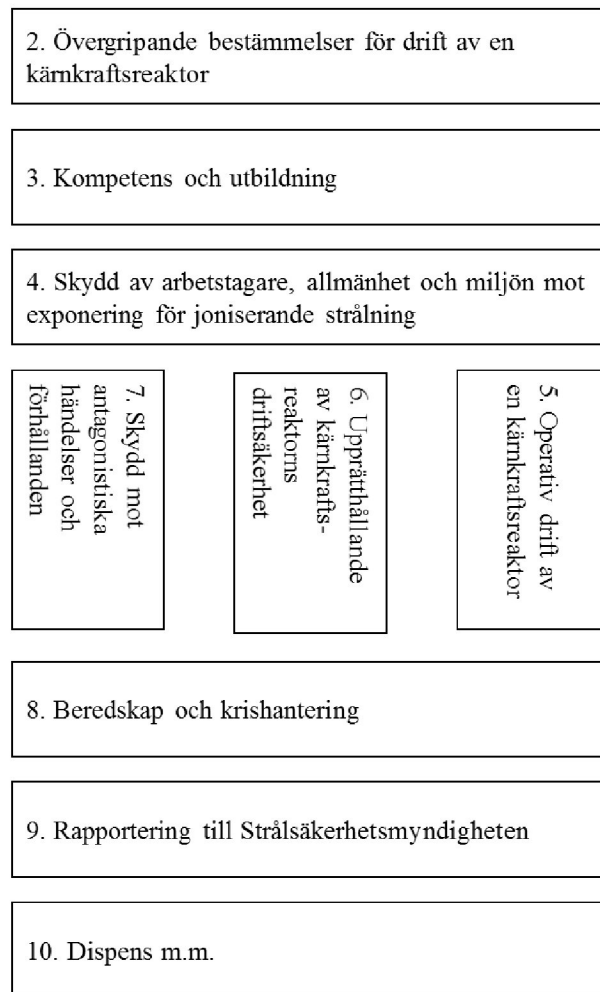 2. Övergripande bestämmelser för drift av en
kärnkraftsreaktor
3. Kompetens och utbildning
4. Skydd av arbetstagare, allmänhet och miljön mot
exponering för joniserande strålning
5. Operativ drift av
en kärnkraftsreaktor
6. Upprätthållande
av kärnkrafts-
reaktorns
driftsäkerhet
7. Skydd mot
antagonistiska
händelser och
förhållanden
8. Beredskap och krishantering
9. Rapportering till Strålsäkerhetsmyndigheten
10. Dispens m.m.